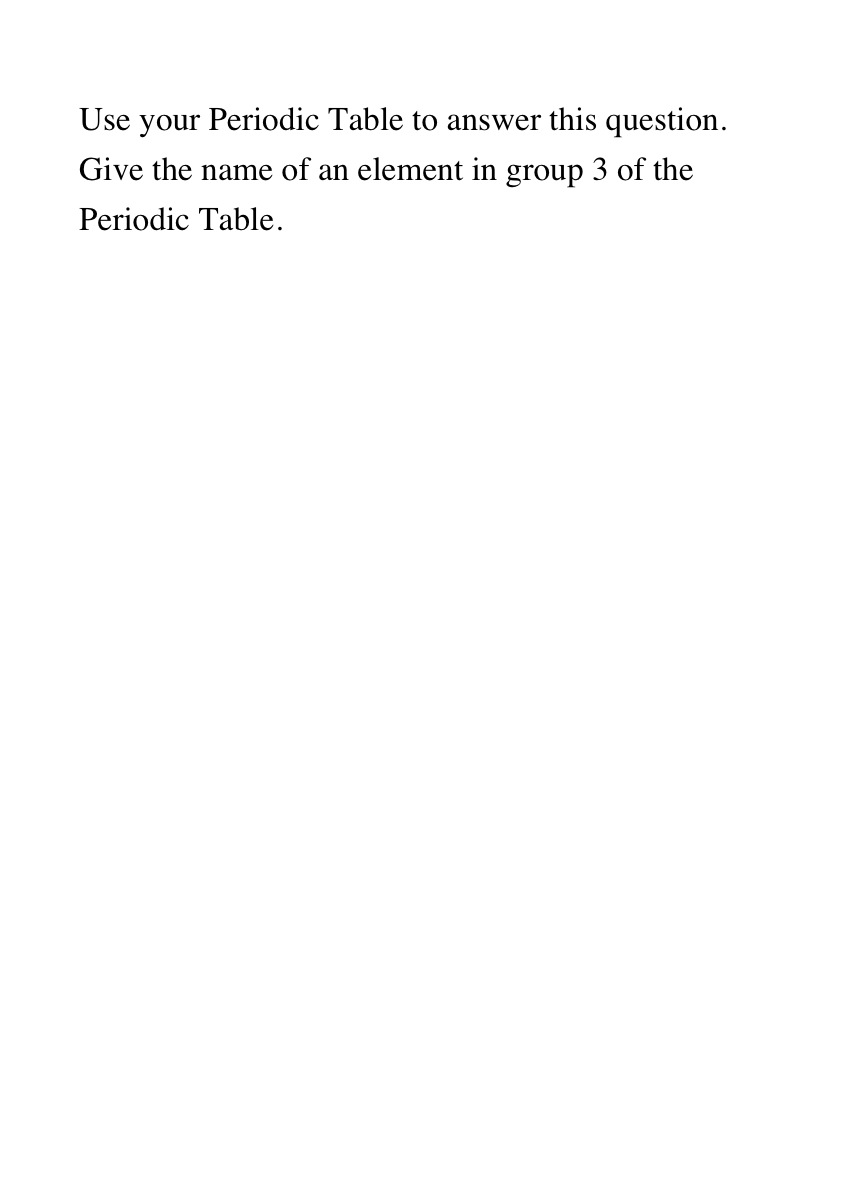 Use your Periodic Table to answer this question.
Give the name of an element in group 3 of the
Periodic Table.